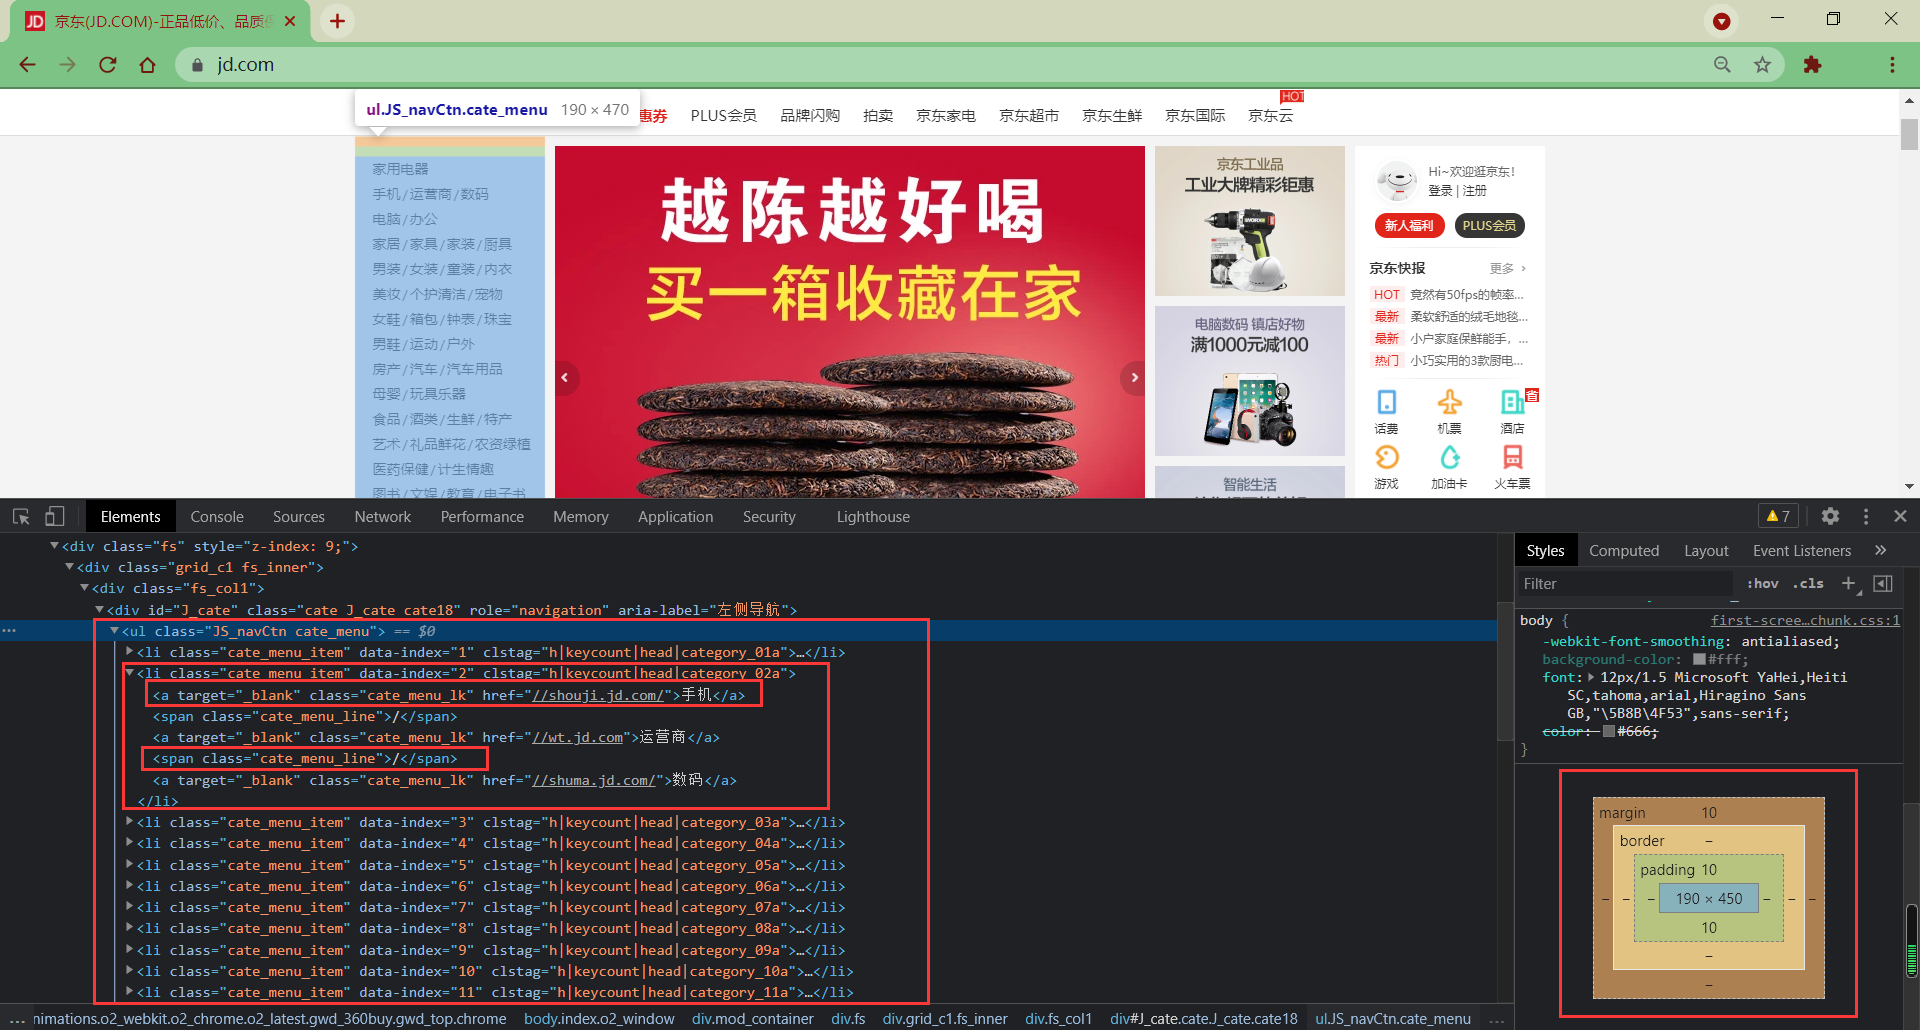 京东(JD.COM)-正品低价、品质
jd.com
ul.JS_navCtn.cate_menu 190 × 470
惠券 PLUS会员 品牌闪购 拍卖 京东家电 京东超市 京东生鲜 京东国际 京东云 HOT
家用电器
手机/运营商/数码
电脑/办公
家居/家具/家装/厨具
男装/女装/童装/内衣
美妆/个护清洁/宠物
女鞋/箱包/钟表/珠宝
男鞋/运动/户外
房产/汽车/汽车用品
母婴/玩具乐器
食品/酒类/生鲜/特产
艺术/礼品鲜花/农资绿植
医药保健/计生情趣
图书/文娱/教育/电子书
越陈越好喝
买一箱收藏在家
京东工业品
工业大牌精彩钜惠
电脑数码 镇店好物
满1000元减100
智能生活
Hi~欢迎逛京东!
登录 | 注册
新人福利 PLUS会员
京东快报 更多 ›
HOT 竟然有50fps的帧率...
最新 柔软舒适的绒毛地毯...
最新 小户家庭保鲜能手，...
热门 小巧实用的3款厨电...
话费 机票 酒店
游戏 加油卡 火车票
Elements Console Sources Network Performance Memory Application Security Lighthouse 7
<div class="fs" style="z-index: 9;">
<div class="grid_c1 fs_inner">
<div class="fs_col1">
<div id="J_cate" class="cate J_cate cate18" role="navigation" aria-label="左侧导航">
<ul class="JS_navCtn cate_menu"> == $0
<li class="cate_menu_item" data-index="1" clstag="h|keycount|head|category_01a">…</li>
<li class="cate_menu_item" data-index="2" clstag="h|keycount|head|category_02a">
<a target="_blank" class="cate_menu_lk" href="//shouji.jd.com/">手机</a>
<span class="cate_menu_line">/</span>
<a target="_blank" class="cate_menu_lk" href="//wt.jd.com">运营商</a>
<span class="cate_menu_line">/</span>
<a target="_blank" class="cate_menu_lk" href="//shuma.jd.com/">数码</a>
</li>
<li class="cate_menu_item" data-index="3" clstag="h|keycount|head|category_03a">…</li>
<li class="cate_menu_item" data-index="4" clstag="h|keycount|head|category_04a">…</li>
<li class="cate_menu_item" data-index="5" clstag="h|keycount|head|category_05a">…</li>
<li class="cate_menu_item" data-index="6" clstag="h|keycount|head|category_06a">…</li>
<li class="cate_menu_item" data-index="7" clstag="h|keycount|head|category_07a">…</li>
<li class="cate_menu_item" data-index="8" clstag="h|keycount|head|category_08a">…</li>
<li class="cate_menu_item" data-index="9" clstag="h|keycount|head|category_09a">…</li>
<li class="cate_menu_item" data-index="10" clstag="h|keycount|head|category_10a">…</li>
<li class="cate_menu_item" data-index="11" clstag="h|keycount|head|category_11a">…</li>
... nimations.o2_webkit.o2_chrome.o2_latest.gwd_360buy.gwd_top.chrome body.index.o2_window div.mod_container div.fs div.grid_c1.fs_inner div.fs_col1 div#J_cate.cate.J_cate.cate18 ul.JS_navCtn.cate_menu ...
Styles Computed Layout Event Listeners »
Filter :hov .cls +
body { first-scree…chunk.css:1
-webkit-font-smoothing: antialiased;
background-color: #fff;
font: 12px/1.5 Microsoft YaHei,Heiti
SC,tahoma,arial,Hiragino Sans
GB,"\5B8B\4F53",sans-serif;
color: #666;
}
margin 10
border –
padding 10
– – – 190 × 450 – – –
10
–
–